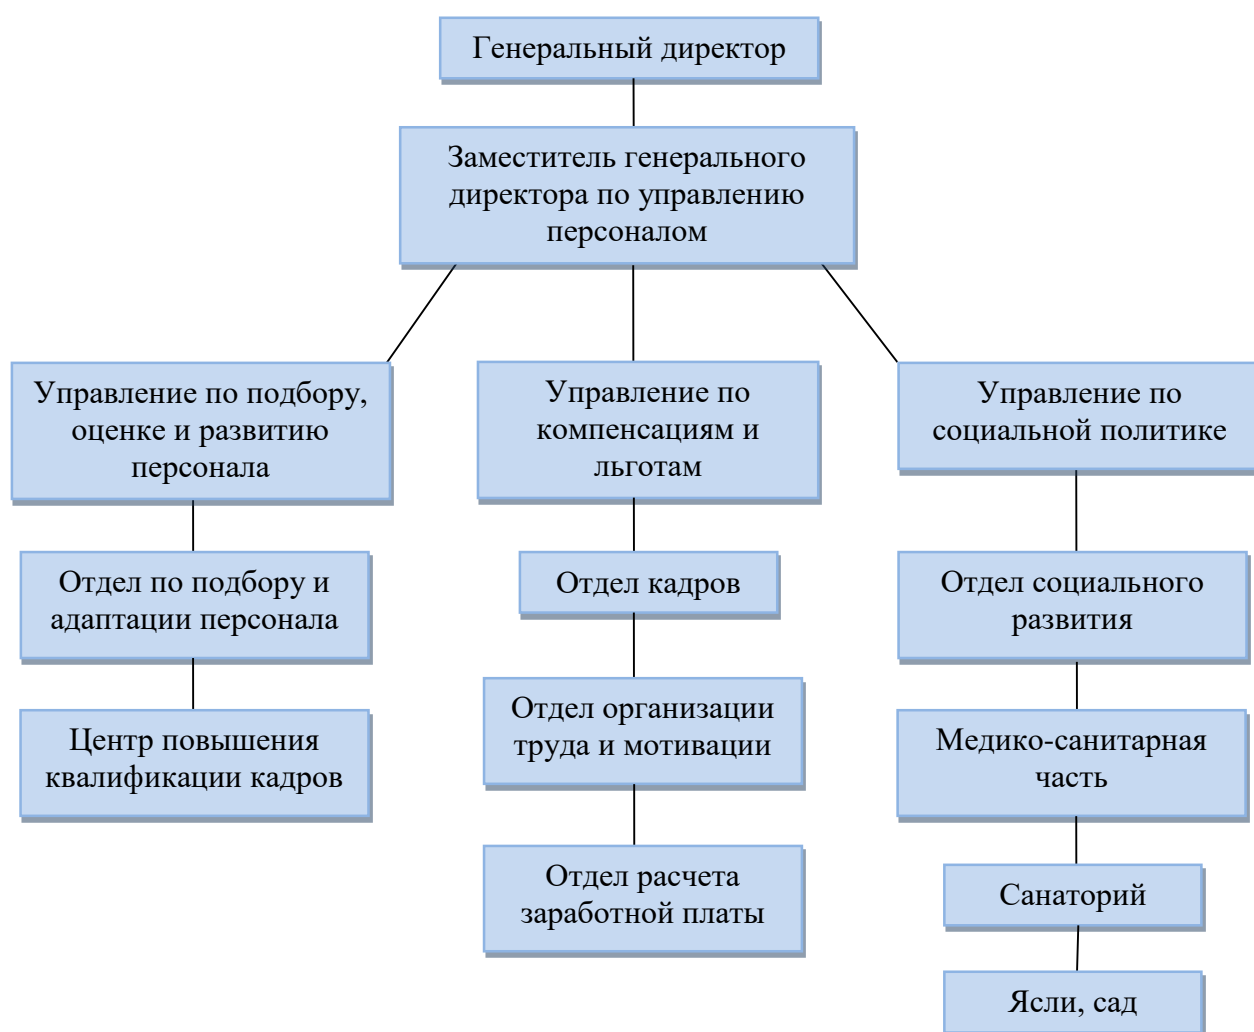 Генеральный директор
Заместитель генерального
директора по управлению
персоналом
Управление по подбору,
оценке и развитию
персонала
Отдел по подбору и
адаптации персонала
Центр повышения
квалификации кадров
Управление по
компенсациям и
льготам
Отдел кадров
Отдел организации
труда и мотивации
Отдел расчета
заработной платы
Управление по
социальной политике
Отдел социального
развития
Медико-санитарная
часть
Санаторий
Ясли, сад